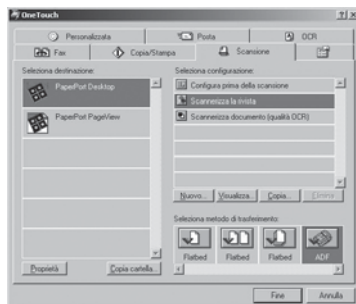 OneTouch
Personalizzata Posta OCR
Fax Copia/Stampa Scansione
Seleziona destinazione:
PaperPort Desktop
PaperPort PageView
Proprietà Copia cartella...
Seleziona configurazione:
Configura prima della scansione
Scannerizza la rivista
Scannerizza documento (qualità OCR)
Nuovo... Visualizza... Copia... Elimina
Seleziona metodo di trasferimento:
Flatbed Flatbed Flatbed ADF
Fine Annulla